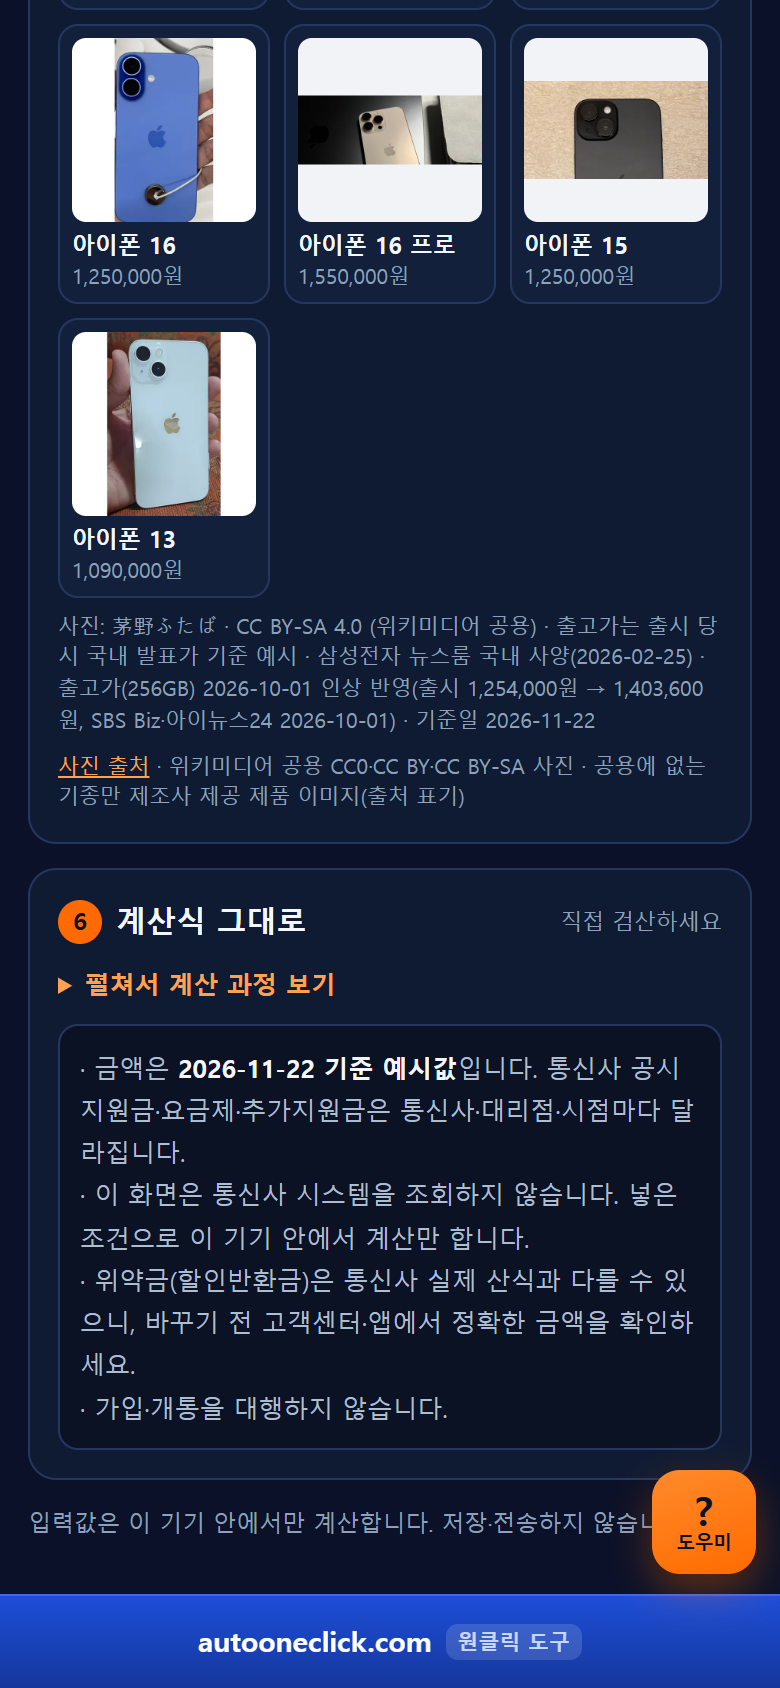 아이폰 16
1,250,000원
아이폰 16 프로
1,550,000원
아이폰 15
1,250,000원
아이폰 13
1,090,000원
사진: 茅野ふたば · CC BY-SA 4.0 (위키미디어 공용) · 출고가는 출시 당
시 국내 발표가 기준 예시 · 삼성전자 뉴스룸 국내 사양(2026-02-25) ·
출고가(256GB) 2026-10-01 인상 반영(출시 1,254,000원 → 1,403,600
원, SBS Biz·아이뉴스24 2026-10-01) · 기준일 2026-11-22
사진 출처 · 위키미디어 공용 CC0·CC BY·CC BY-SA 사진 · 공용에 없는
기종만 제조사 제공 제품 이미지(출처 표기)
6 계산식 그대로
직접 검산하세요
▶ 펼쳐서 계산 과정 보기
· 금액은 2026-11-22 기준 예시값입니다. 통신사 공시
지원금·요금제·추가지원금은 통신사·대리점·시점마다 달
라집니다.
· 이 화면은 통신사 시스템을 조회하지 않습니다. 넣은
조건으로 이 기기 안에서 계산만 합니다.
· 위약금(할인반환금)은 통신사 실제 산식과 다를 수 있
으니, 바꾸기 전 고객센터·앱에서 정확한 금액을 확인하
세요.
· 가입·개통을 대행하지 않습니다.
입력값은 이 기기 안에서만 계산합니다. 저장·전송하지 않습
?
도우미
autooneclick.com 원클릭 도구